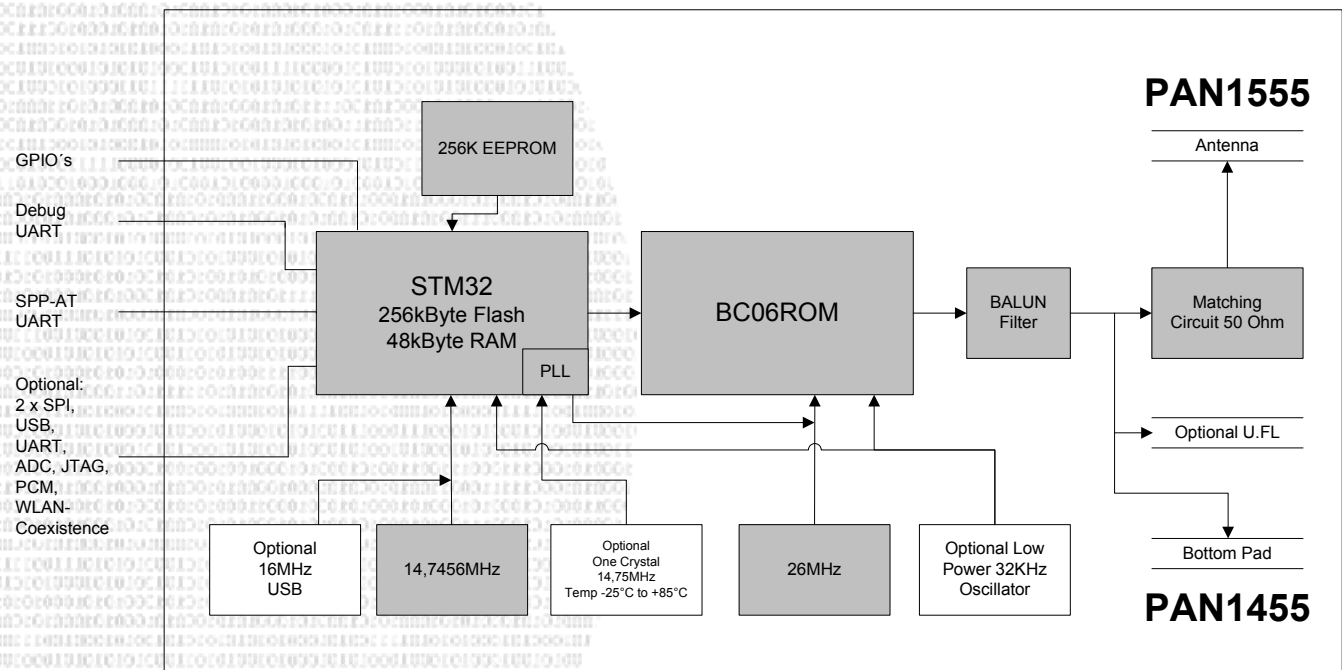 PAN1555
Antenna
256K EEPROM
GPIO´s
Debug
UART
STM32
256kByte Flash
48kByte RAM
PLL
BC06ROM
BALUN
Filter
Matching
Circuit 50 Ohm
SPP-AT
UART
Optional:
2 x SPI,
USB,
UART,
ADC, JTAG,
PCM,
WLAN-
Coexistence
Optional U.FL
Optional
16MHz
USB
14,7456MHz
Optional
One Crystal
14,75MHz
Temp -25°C to +85°C
26MHz
Optional Low
Power 32KHz
Oscillator
Bottom Pad
PAN1455